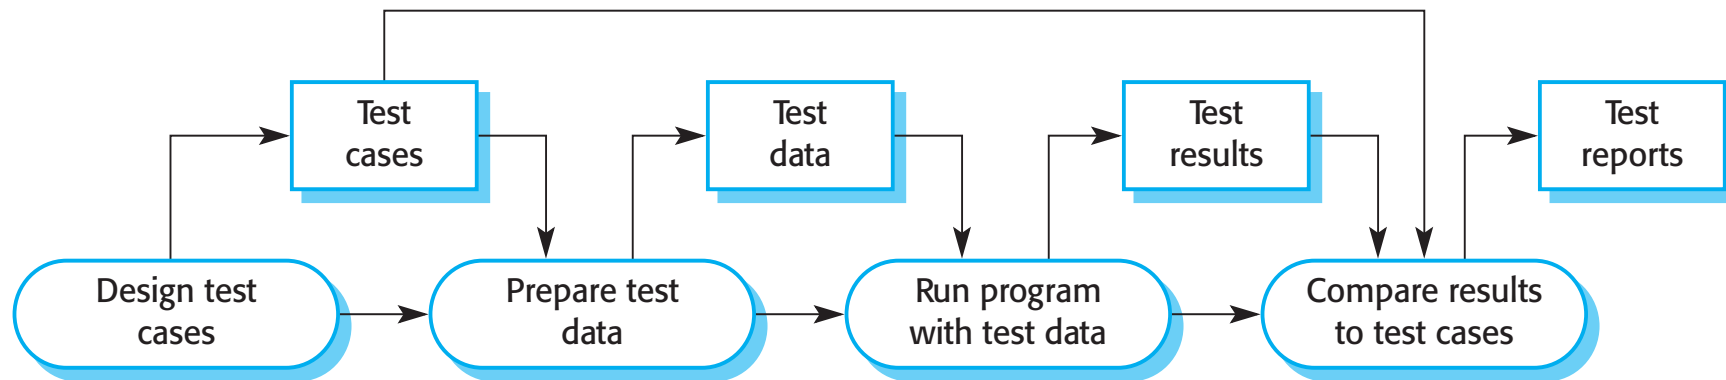 Test
cases
Test
data
Test
results
Test
reports
Design test
cases
Prepare test
data
Run program
with test data
Compare results
to test cases